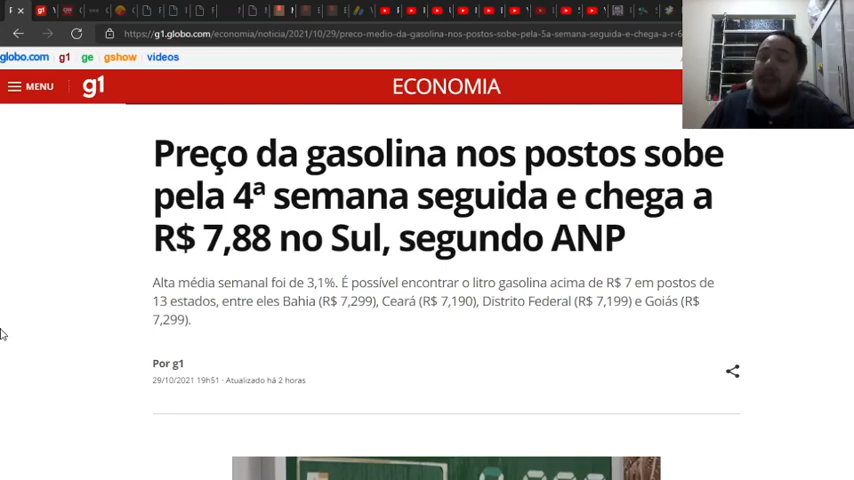 https://g1.globo.com/economia/noticia/2021/10/29/preco-medio-da-gasolina-nos-postos-sobe-pela-5a-semana-seguida-e-chega-a-r-6
globo.com g1 ge gshow videos
MENU g1 ECONOMIA
Preço da gasolina nos postos sobe
pela 4ª semana seguida e chega a
R$ 7,88 no Sul, segundo ANP
Alta média semanal foi de 3,1%. É possível encontrar o litro gasolina acima de R$ 7 em postos de
13 estados, entre eles Bahia (R$ 7,299), Ceará (R$ 7,190), Distrito Federal (R$ 7,199) e Goiás (R$
7,299).
Por g1
29/10/2021 19h51 · Atualizado há 2 horas